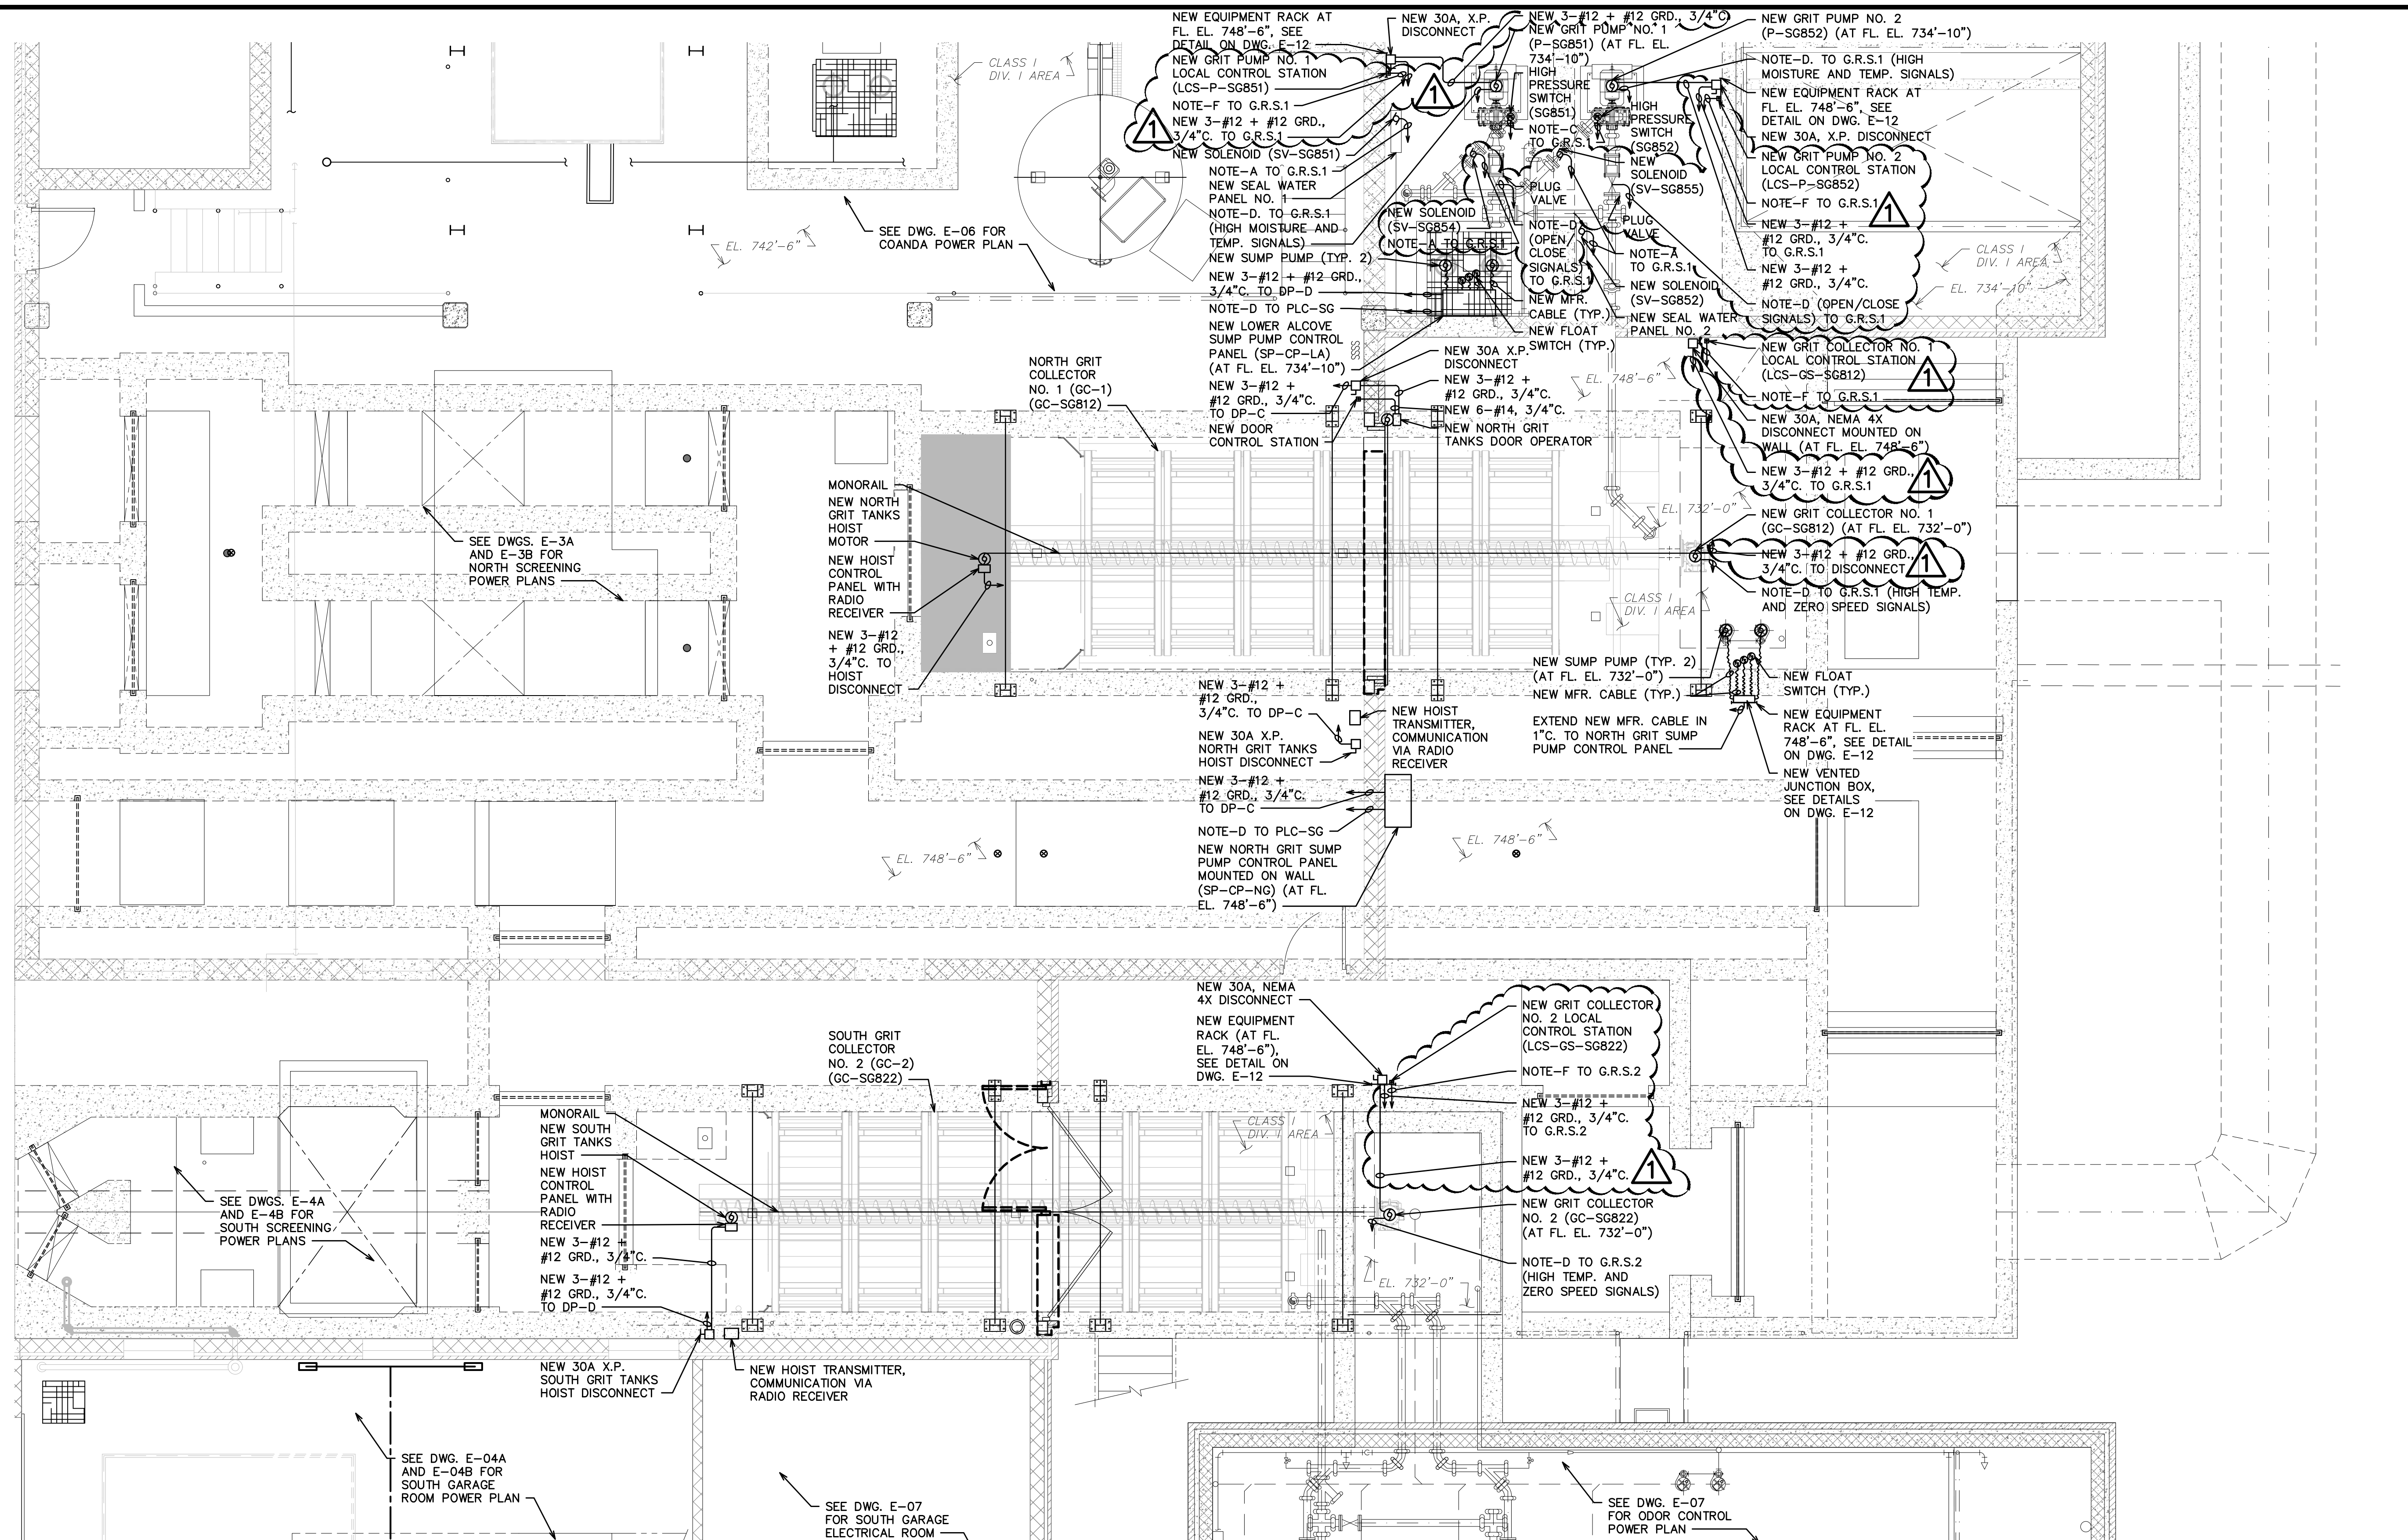 NEW EQUIPMENT RACK AT
FL. EL. 748'-6", SEE
DETAIL ON DWG. E-12
NEW GRIT PUMP NO. 1
LOCAL CONTROL STATION
(LCS-P-SG851)
NOTE-F TO G.R.S.1
NEW 3-#12 + #12 GRD.,
3/4"C. TO G.R.S.1
1
NEW SOLENOID (SV-SG851)
NOTE-A TO G.R.S.1
NEW SEAL WATER
PANEL NO. 1
NOTE-D. TO G.R.S.1
(HIGH MOISTURE AND
TEMP. SIGNALS)
NEW SUMP PUMP (TYP. 2)
NEW 3-#12 + #12 GRD.,
3/4"C. TO DP-D
NOTE-D TO PLC-SG
NEW LOWER ALCOVE
SUMP PUMP CONTROL
PANEL (SP-CP-LA)
(AT FL. EL. 734'-10")
NEW 3-#12 +
#12 GRD., 3/4"C.
TO DP-C
NEW DOOR
CONTROL STATION
NEW 30A, X.P.
DISCONNECT
1
NEW 3-#12 + #12 GRD., 3/4"C.
NEW GRIT PUMP NO. 1
(P-SG851) (AT FL. EL.
734'-10")
HIGH
PRESSURE
SWITCH
(SG851)
NOTE-C
TO G.R.S.1
HIGH
PRESSURE
SWITCH
(SG852)
NEW
SOLENOID
(SV-SG855)
PLUG
VALVE
NEW SOLENOID
(SV-SG854)
NOTE-A TO G.R.S.1
NOTE-D
(OPEN/
CLOSE
SIGNALS)
TO G.R.S.1
PLUG
VALVE
NOTE-A
TO G.R.S.1
NEW SOLENOID
(SV-SG852)
NEW MFR.
CABLE (TYP.)
NEW SEAL WATER
PANEL NO. 2
NEW FLOAT
SWITCH (TYP.)
SSSS
NEW 30A X.P.
DISCONNECT
NEW 3-#12 +
#12 GRD., 3/4"C.
NEW 6-#14, 3/4"C.
NEW NORTH GRIT
TANKS DOOR OPERATOR
NEW GRIT PUMP NO. 2
(P-SG852) (AT FL. EL. 734'-10")
NOTE-D. TO G.R.S.1 (HIGH
MOISTURE AND TEMP. SIGNALS)
NEW EQUIPMENT RACK AT
FL. EL. 748'-6", SEE
DETAIL ON DWG. E-12
NEW 30A, X.P. DISCONNECT
NEW GRIT PUMP NO. 2
LOCAL CONTROL STATION
(LCS-P-SG852)
NOTE-F TO G.R.S.1
1
NEW 3-#12 +
#12 GRD., 3/4"C.
TO G.R.S.1
NEW 3-#12 +
#12 GRD., 3/4"C.
NOTE-D (OPEN/CLOSE
SIGNALS) TO G.R.S.1
CLASS I
DIV. I AREA
EL. 734'-10"
NEW GRIT COLLECTOR NO. 1
LOCAL CONTROL STATION
(LCS-GS-SG812)
1
NOTE-F TO G.R.S.1
NEW 30A, NEMA 4X
DISCONNECT MOUNTED ON
WALL (AT FL. EL. 748'-6")
NEW 3-#12 + #12 GRD.,
3/4"C. TO G.R.S.1
1
NEW GRIT COLLECTOR NO. 1
(GC-SG812) (AT FL. EL. 732'-0")
NEW 3-#12 + #12 GRD.,
3/4"C. TO DISCONNECT
1
NOTE-D TO G.R.S.1 (HIGH TEMP.
AND ZERO SPEED SIGNALS)
CLASS I
DIV. I AREA
EL. 742'-6"
SEE DWG. E-06 FOR
COANDA POWER PLAN
EL. 748'-6"
EL. 732'-0"
CLASS I
DIV. I AREA
NORTH GRIT
COLLECTOR
NO. 1 (GC-1)
(GC-SG812)
MONORAIL
NEW NORTH
GRIT TANKS
HOIST
MOTOR
NEW HOIST
CONTROL
PANEL WITH
RADIO
RECEIVER
NEW 3-#12
+ #12 GRD.,
3/4"C. TO
HOIST
DISCONNECT
SEE DWGS. E-3A
AND E-3B FOR
NORTH SCREENING
POWER PLANS
NEW SUMP PUMP (TYP. 2)
(AT FL. EL. 732'-0")
NEW MFR. CABLE (TYP.)
EXTEND NEW MFR. CABLE IN
1"C. TO NORTH GRIT SUMP
PUMP CONTROL PANEL
NEW FLOAT
SWITCH (TYP.)
NEW EQUIPMENT
RACK AT FL. EL.
748'-6", SEE DETAIL
ON DWG. E-12
NEW VENTED
JUNCTION BOX,
SEE DETAILS
ON DWG. E-12
NEW 3-#12 +
#12 GRD.,
3/4"C. TO DP-C
NEW 30A X.P.
NORTH GRIT TANKS
HOIST DISCONNECT
NEW HOIST
TRANSMITTER,
COMMUNICATION
VIA RADIO
RECEIVER
NEW 3-#12 +
#12 GRD., 3/4"C.
TO DP-C
NOTE-D TO PLC-SG
NEW NORTH GRIT SUMP
PUMP CONTROL PANEL
MOUNTED ON WALL
(SP-CP-NG) (AT FL.
EL. 748'-6")
EL. 748'-6"
EL. 748'-6"
NEW 30A, NEMA
4X DISCONNECT
NEW EQUIPMENT
RACK (AT FL.
EL. 748'-6"),
SEE DETAIL ON
DWG. E-12
NEW GRIT COLLECTOR
NO. 2 LOCAL
CONTROL STATION
(LCS-GS-SG822)
NOTE-F TO G.R.S.2
NEW 3-#12 +
#12 GRD., 3/4"C.
TO G.R.S.2
NEW 3-#12 +
#12 GRD., 3/4"C.
1
NEW GRIT COLLECTOR
NO. 2 (GC-SG822)
(AT FL. EL. 732'-0")
NOTE-D TO G.R.S.2
(HIGH TEMP. AND
ZERO SPEED SIGNALS)
CLASS I
DIV. I AREA
EL. 732'-0"
SOUTH GRIT
COLLECTOR
NO. 2 (GC-2)
(GC-SG822)
MONORAIL
NEW SOUTH
GRIT TANKS
HOIST
NEW HOIST
CONTROL
PANEL WITH
RADIO
RECEIVER
NEW 3-#12 +
#12 GRD., 3/4"C.
NEW 3-#12 +
#12 GRD., 3/4"C.
TO DP-D
SEE DWGS. E-4A
AND E-4B FOR
SOUTH SCREENING
POWER PLANS
NEW 30A X.P.
SOUTH GRIT TANKS
HOIST DISCONNECT
NEW HOIST TRANSMITTER,
COMMUNICATION VIA
RADIO RECEIVER
SEE DWG. E-04A
AND E-04B FOR
SOUTH GARAGE
ROOM POWER PLAN
SEE DWG. E-07
FOR SOUTH GARAGE
ELECTRICAL ROOM
SEE DWG. E-07
FOR ODOR CONTROL
POWER PLAN